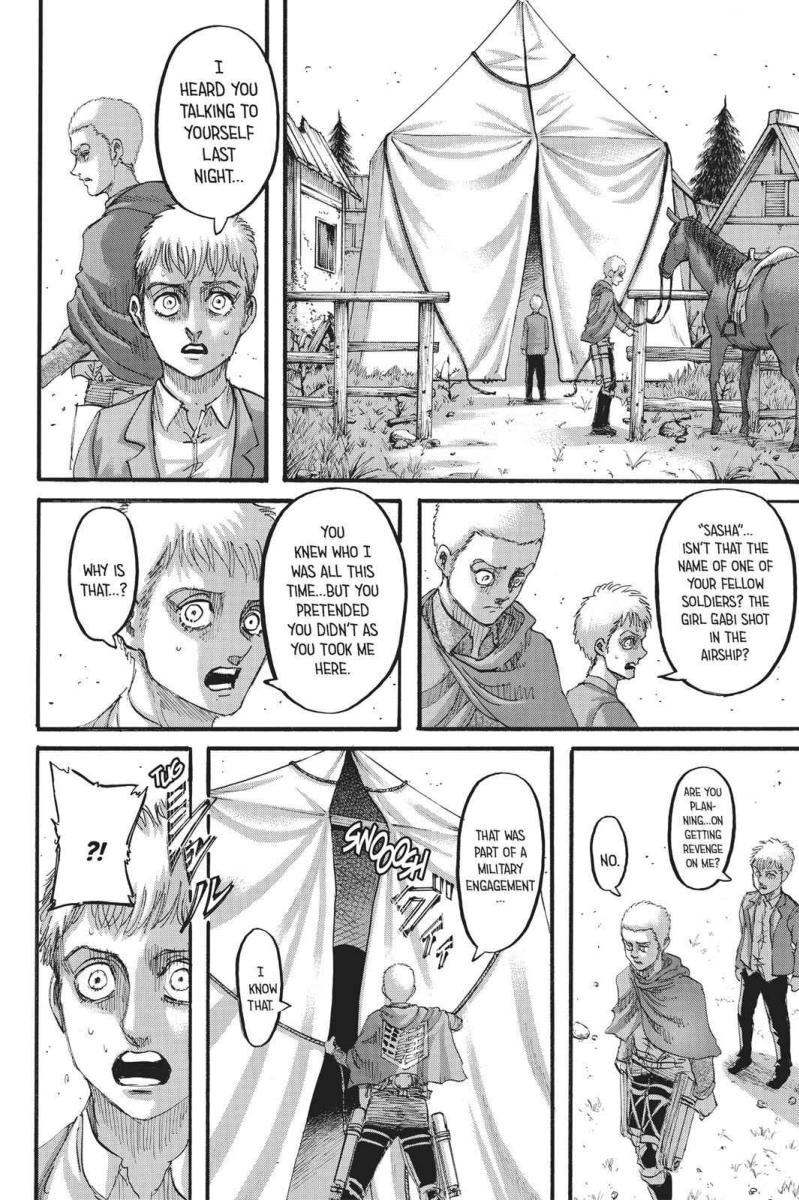 I
HEARD YOU
TALKING TO
YOURSELF
LAST
NIGHT...
"SASHA"...
ISN'T THAT THE
NAME OF ONE OF
YOUR FELLOW
SOLDIERS? THE
GIRL GABI SHOT
IN THE
AIRSHIP?
YOU
KNEW WHO I
WAS ALL THIS
TIME...BUT YOU
PRETENDED
YOU DIDN'T AS
YOU TOOK ME
HERE.
WHY IS
THAT...?
ARE YOU
PLAN-
NING...ON
GETTING
REVENGE
ON ME?
NO.
THAT WAS
PART OF A
MILITARY
ENGAGEMENT
...
SWOOOSH
I
KNOW
THAT.
TUG
?!